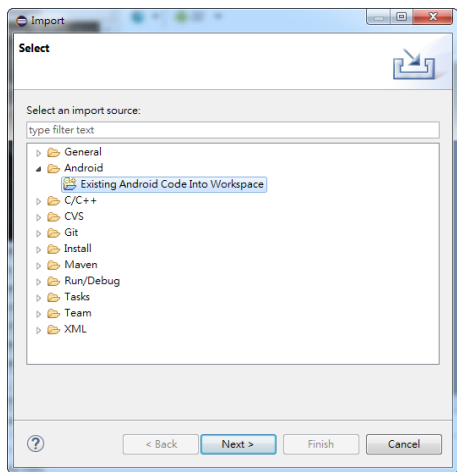 Import
Select
Select an import source:
type filter text
General
Android
Existing Android Code Into Workspace
C/C++
CVS
Git
Install
Maven
Run/Debug
Tasks
Team
XML
?
< Back
Next >
Finish
Cancel